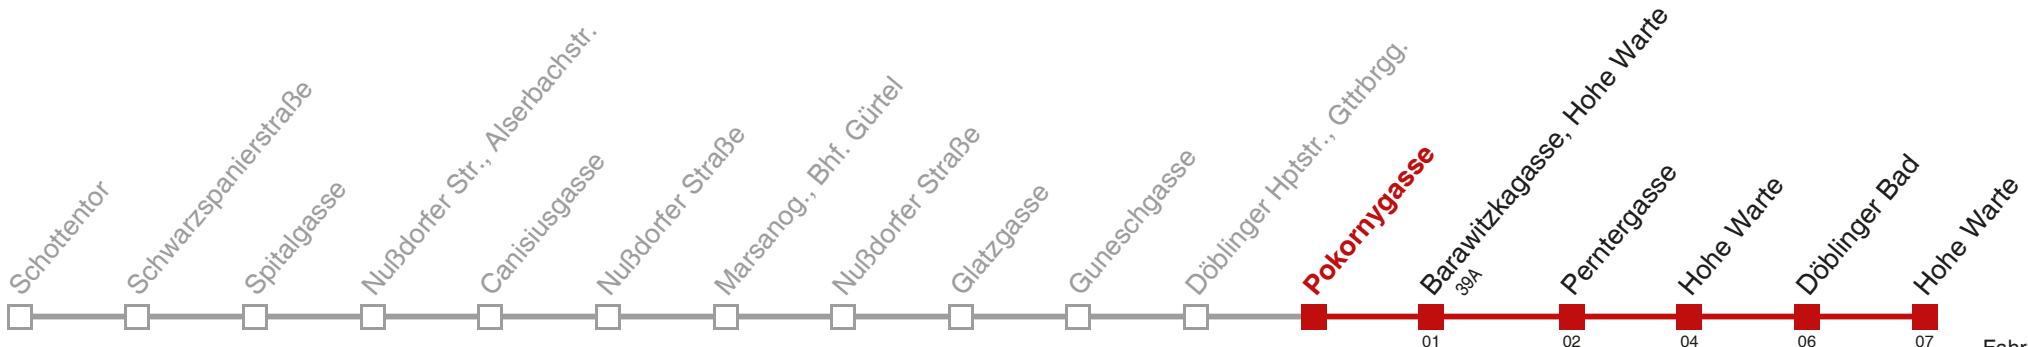 Schottentor
Schwarzspanierstraße
Spitalgasse
Nußdorfer Str., Alserbachstr.
Canisiusgasse
Nußdorfer Straße
Marsanog., Bhf. Gürtel
Nußdorfer Straße
Glatzgasse
Guneschgasse
Döblinger Hptstr., Gttrbrgg.
Pokornygasse
Barawitzkagasse, Hohe Warte
39A
Perntergasse
Hohe Warte
Döblinger Bad
Hohe Warte
01
02
04
06
07